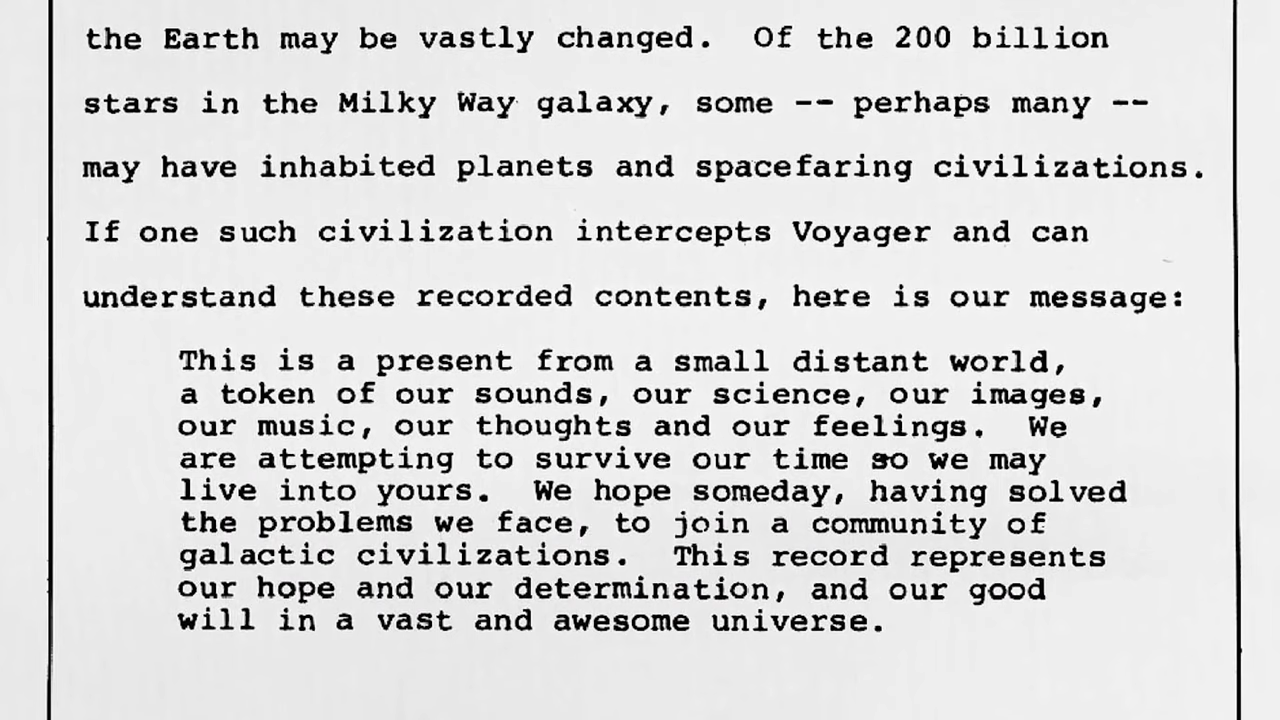 the Earth may be vastly changed.  Of the 200 billion
stars in the Milky Way galaxy, some -- perhaps many --
may have inhabited planets and spacefaring civilizations.
If one such civilization intercepts Voyager and can
understand these recorded contents, here is our message:
This is a present from a small distant world,
a token of our sounds, our science, our images,
our music, our thoughts and our feelings.  We
are attempting to survive our time so we may
live into yours.  We hope someday, having solved
the problems we face, to join a community of
galactic civilizations.  This record represents
our hope and our determination, and our good
will in a vast and awesome universe.